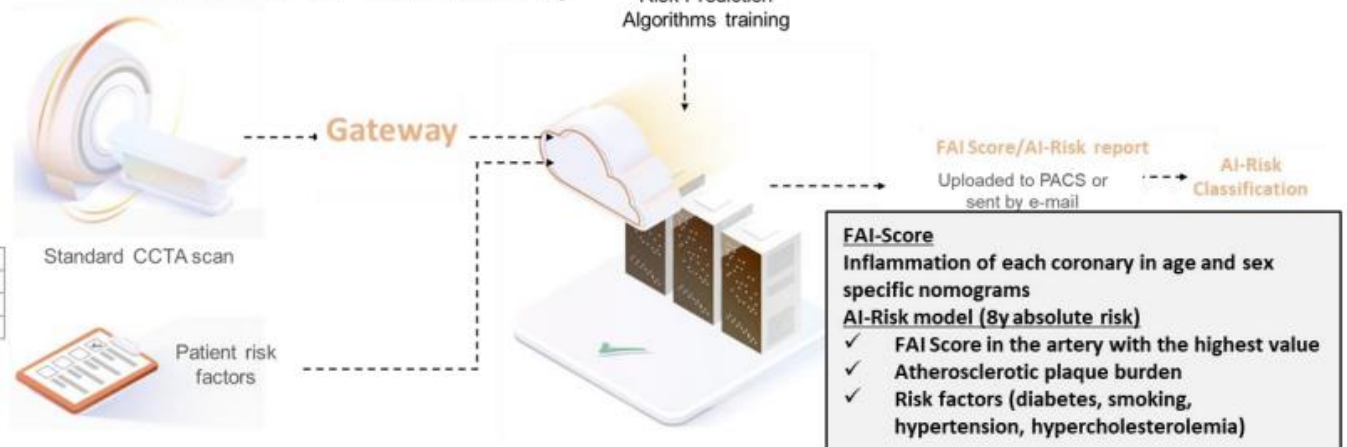 Algorithms training
Gateway
FAI Score/AI-Risk report
Uploaded to PACS or
sent by e-mail
AI-Risk
Classification
Standard CCTA scan
Patient risk
factors
FAI-Score
Inflammation of each coronary in age and sex
specific nomograms
AI-Risk model (8y absolute risk)
✓ FAI Score in the artery with the highest value
✓ Atherosclerotic plaque burden
✓ Risk factors (diabetes, smoking,
hypertension, hypercholesterolemia)